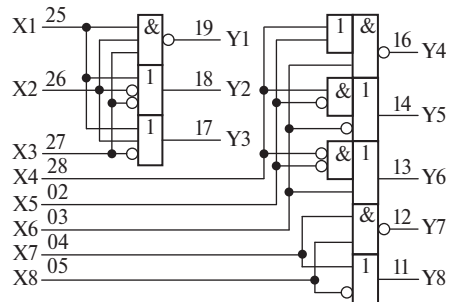 X1 25 & 19 Y1
X2 26 1 18 Y2
1 17 Y3
X3 27
X4 28
X5 02
X6 03
X7 04
X8 05
1 & 16 Y4
& 1 14 Y5
& 1 13 Y6
& 12 Y7
1 11 Y8